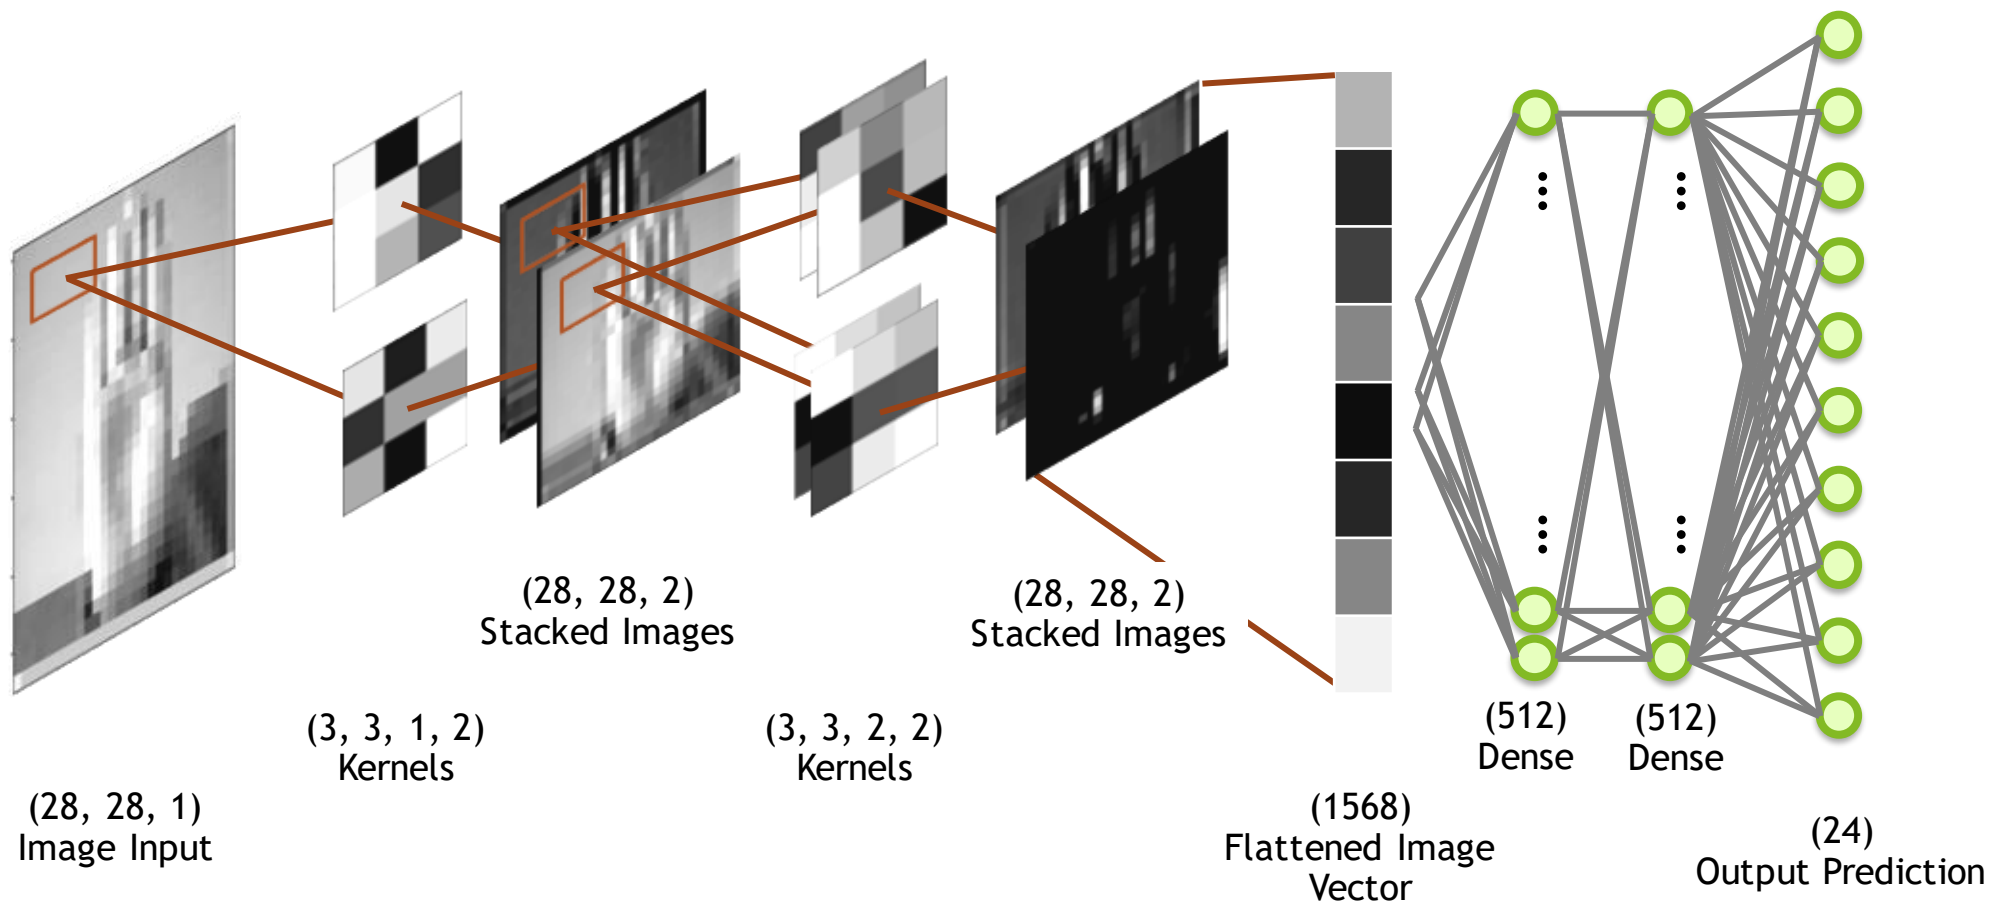 (28, 28, 1)
Image Input
(3, 3, 1, 2)
Kernels
(28, 28, 2)
Stacked Images
(3, 3, 2, 2)
Kernels
(28, 28, 2)
Stacked Images
(1568)
Flattened Image
Vector
(512)
Dense
(512)
Dense
(24)
Output Prediction